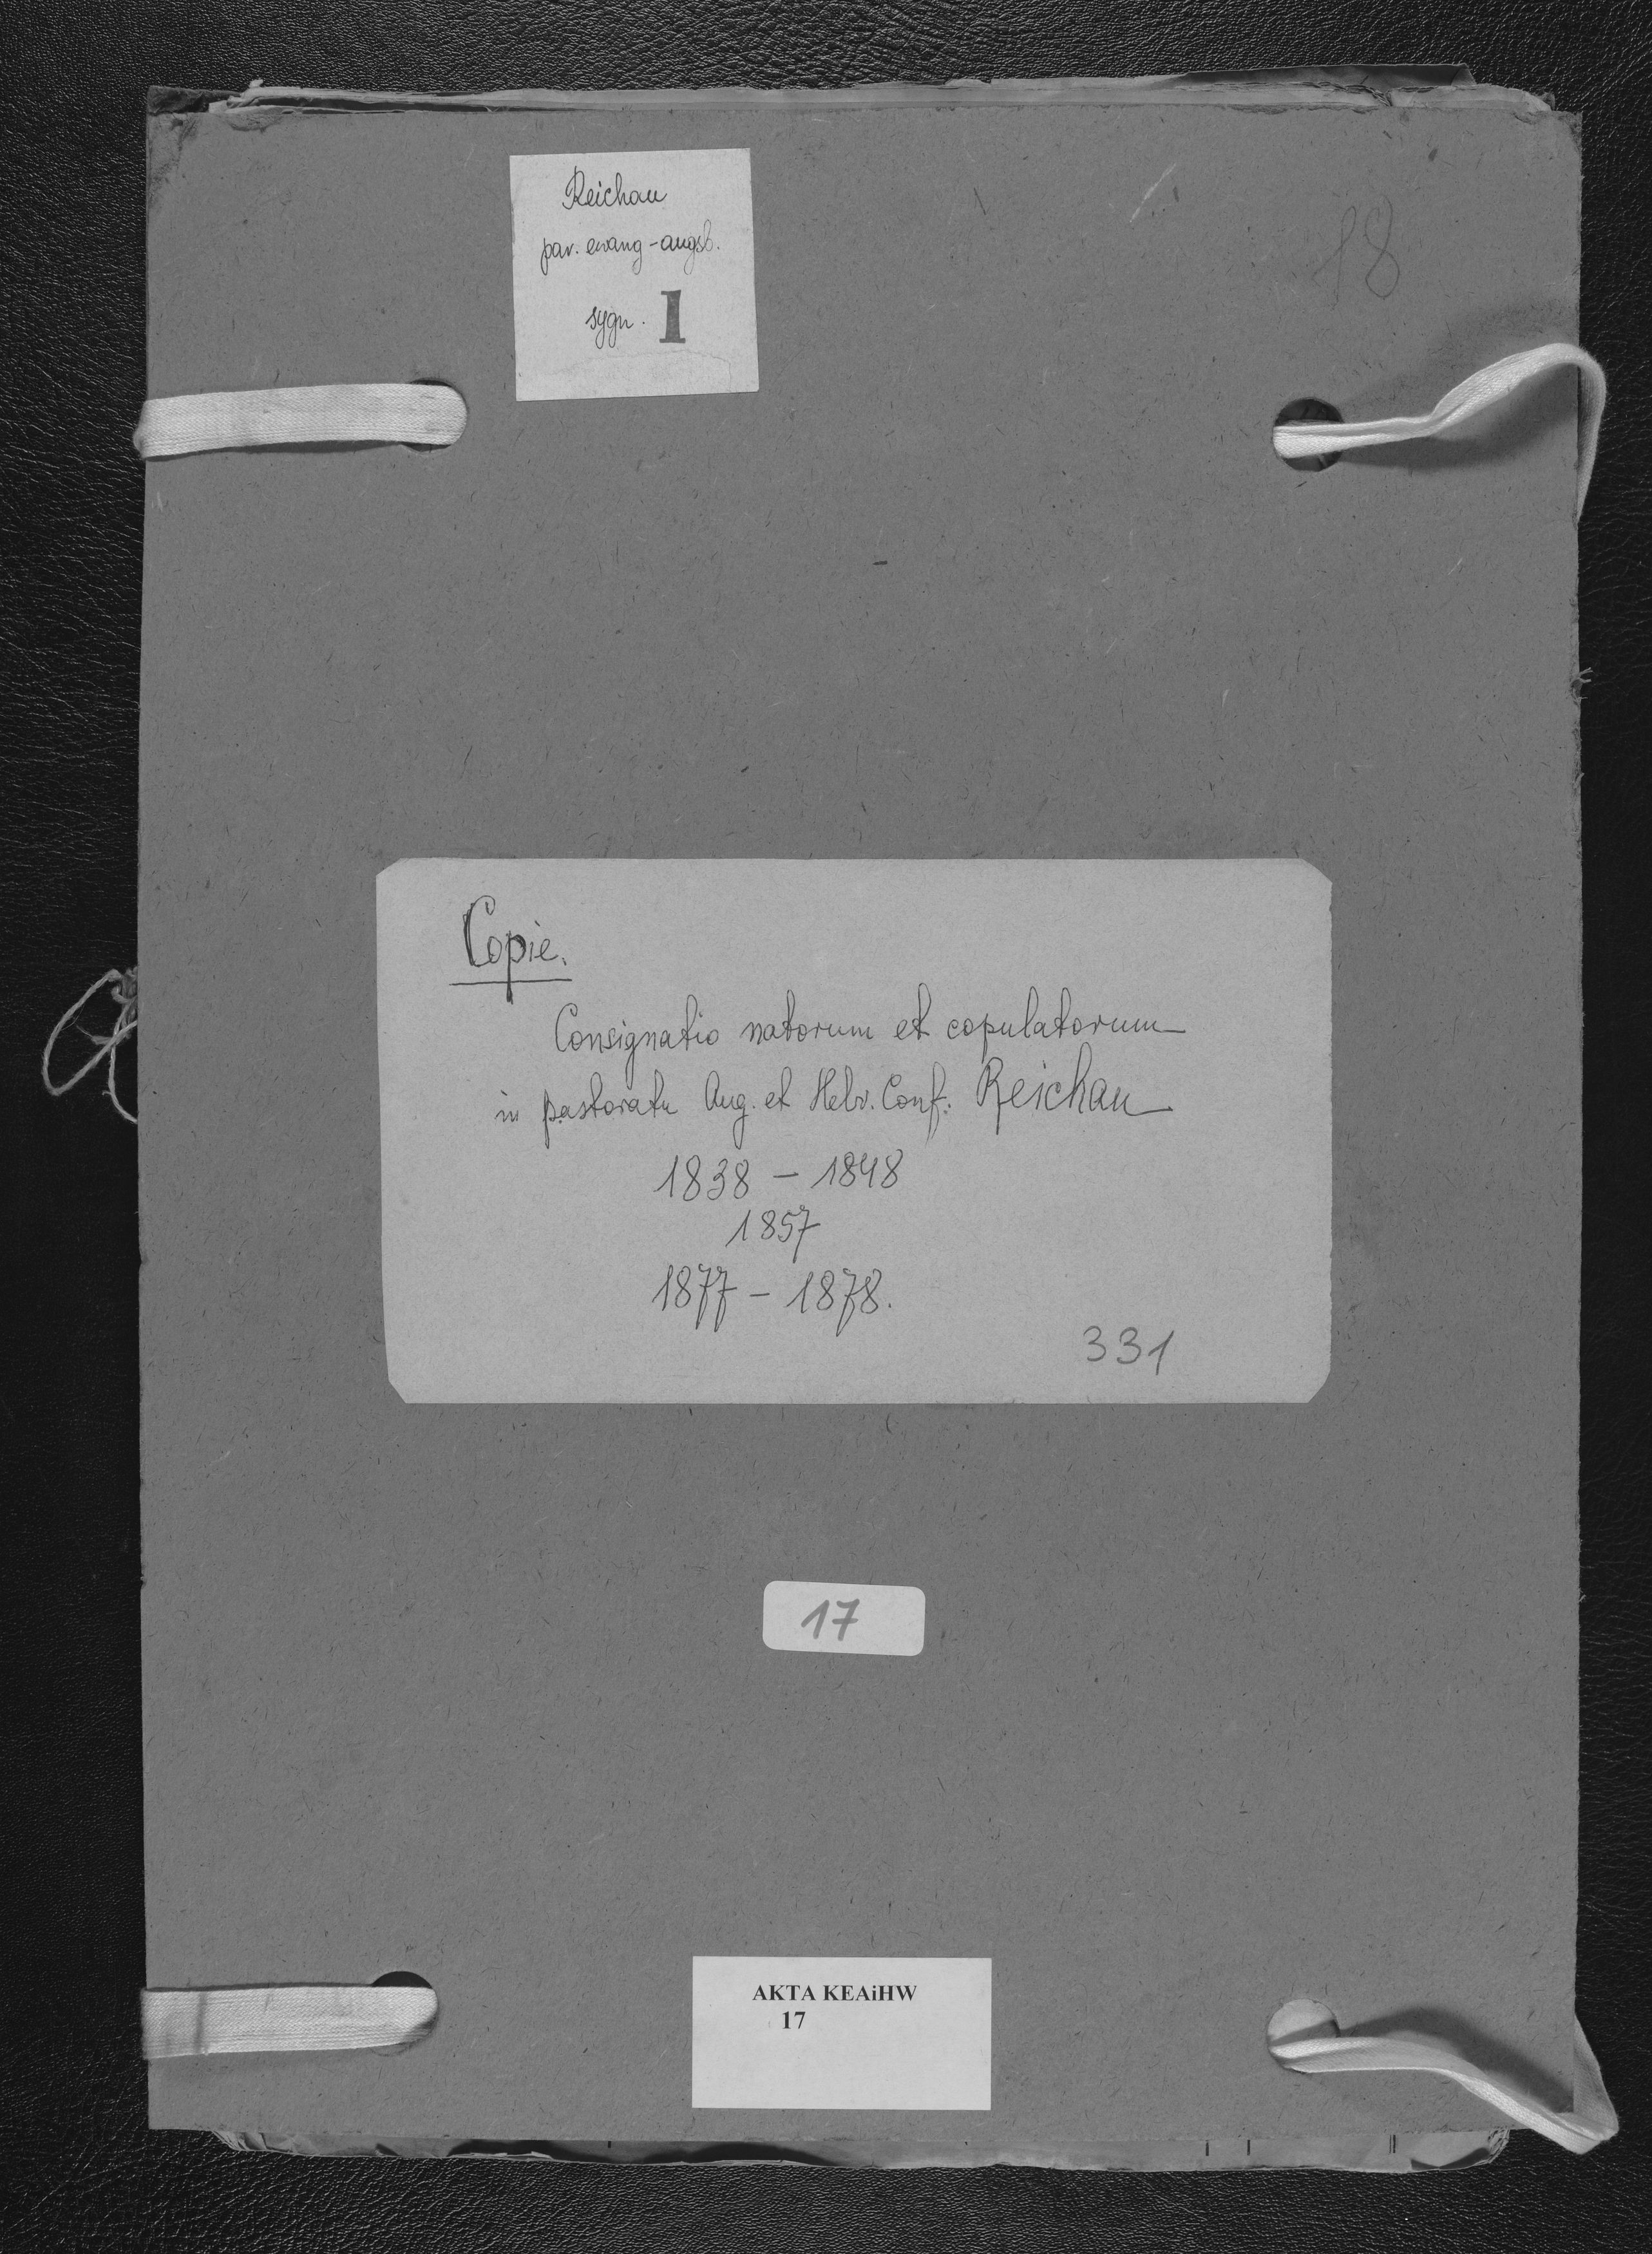 Reichau
par. ewang-augsb.
sygn. 1
18
Copie.
Consignatio natorum et copulatorum
in pastoratu Aug. et Helv. Conf: Reichau
1838 – 1848
1857
1877 – 1878.
331
17
AKTA KEAiHW
17